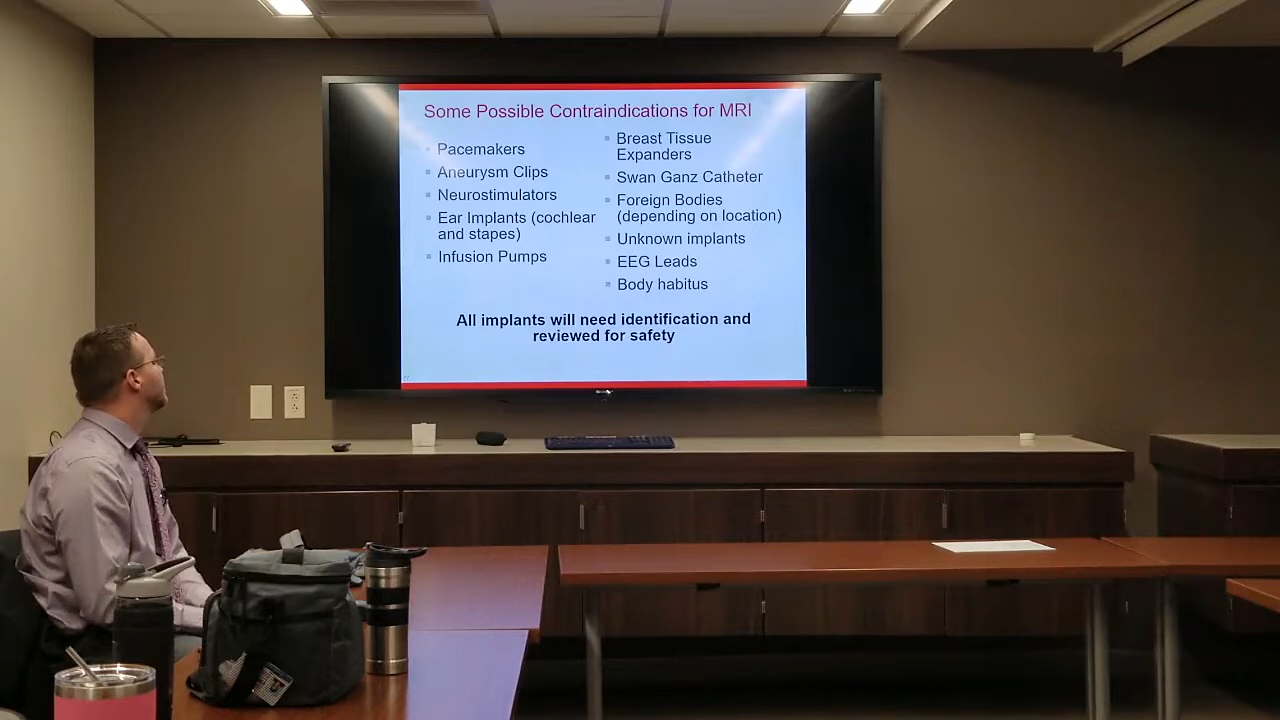 Some Possible Contraindications for MRI
Pacemakers
Aneurysm Clips
Neurostimulators
Ear Implants (cochlear
and stapes)
Infusion Pumps
Breast Tissue
Expanders
Swan Ganz Catheter
Foreign Bodies
(depending on location)
Unknown implants
EEG Leads
Body habitus
All implants will need identification and
reviewed for safety